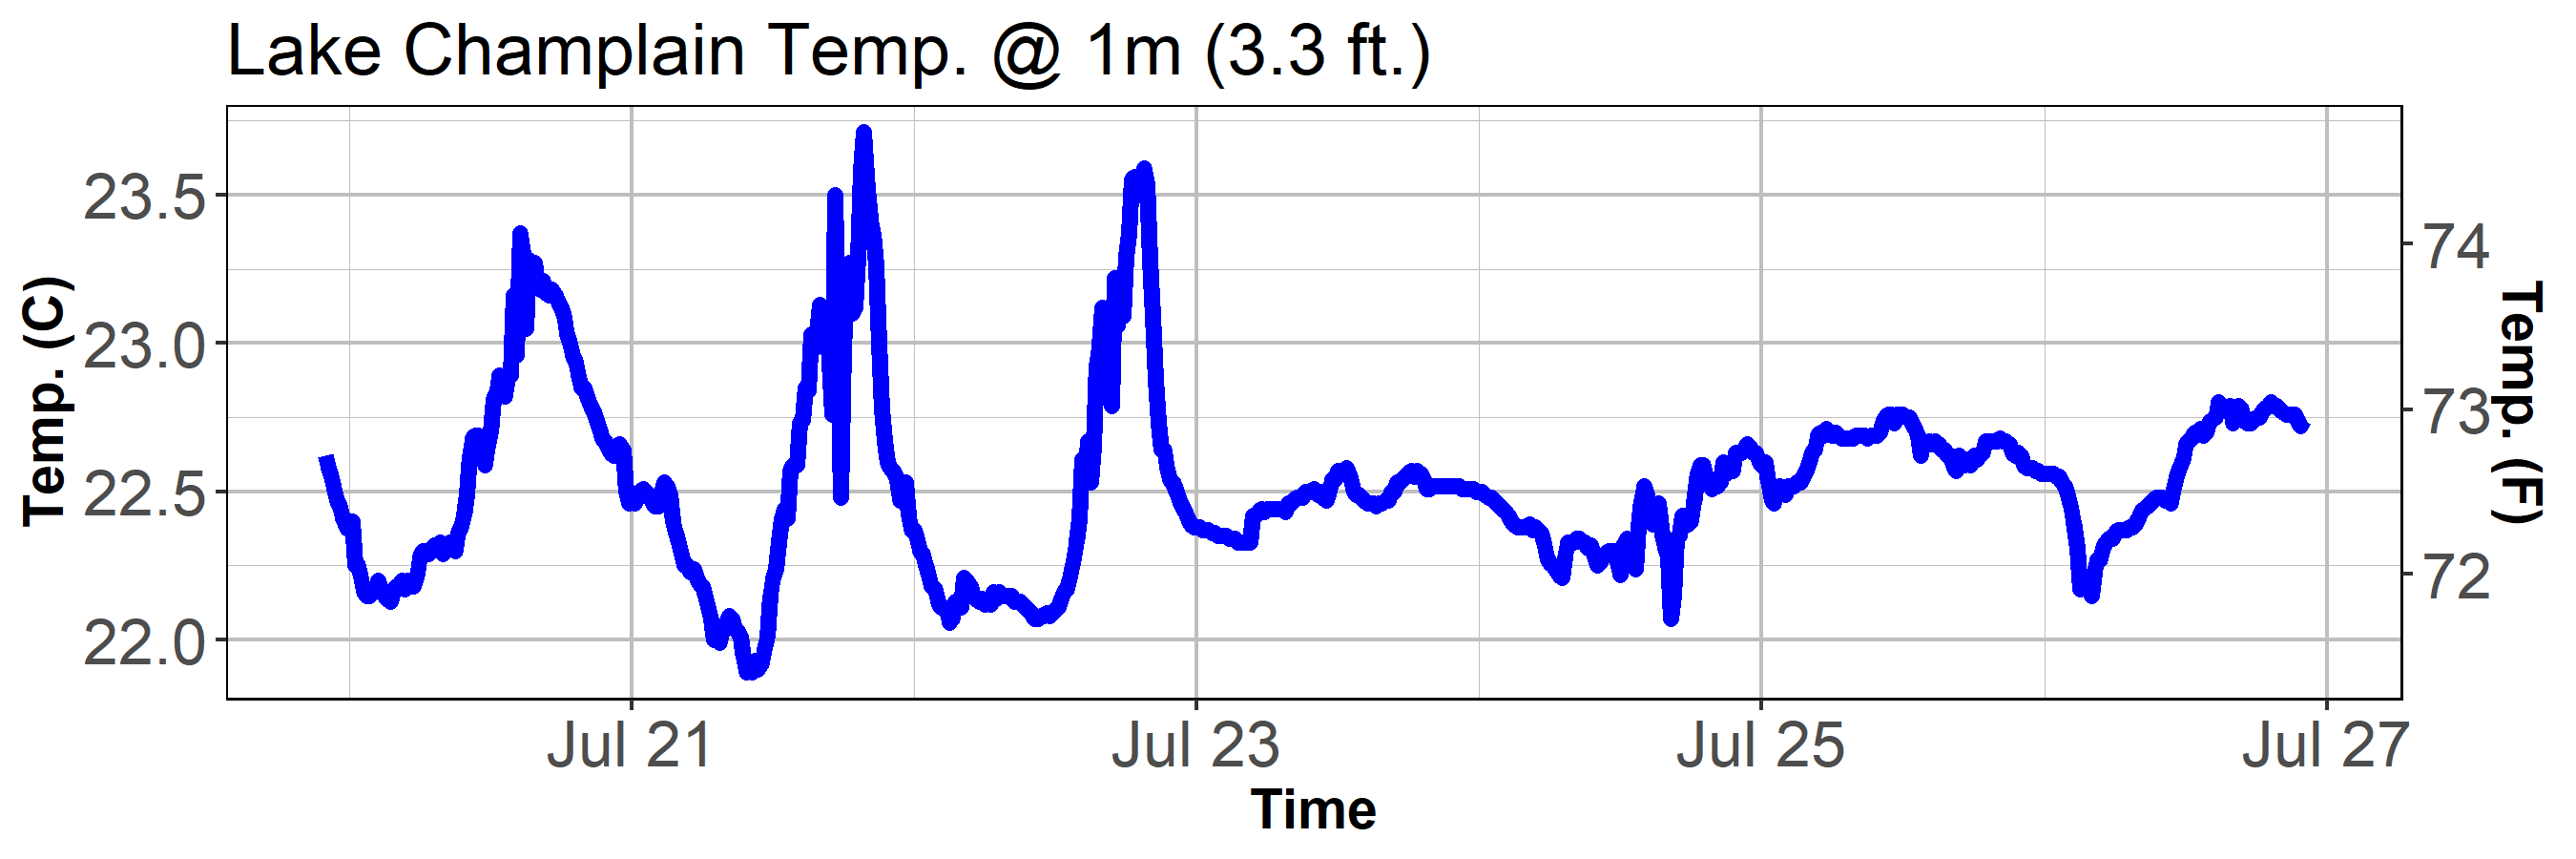 Lake Champlain Temp. @ 1m (3.3 ft.)
Temp. (C)
23.5
23.0
22.5
22.0
74
73
72
Temp. (F)
Jul 21
Jul 23
Jul 25
Jul 27
Time